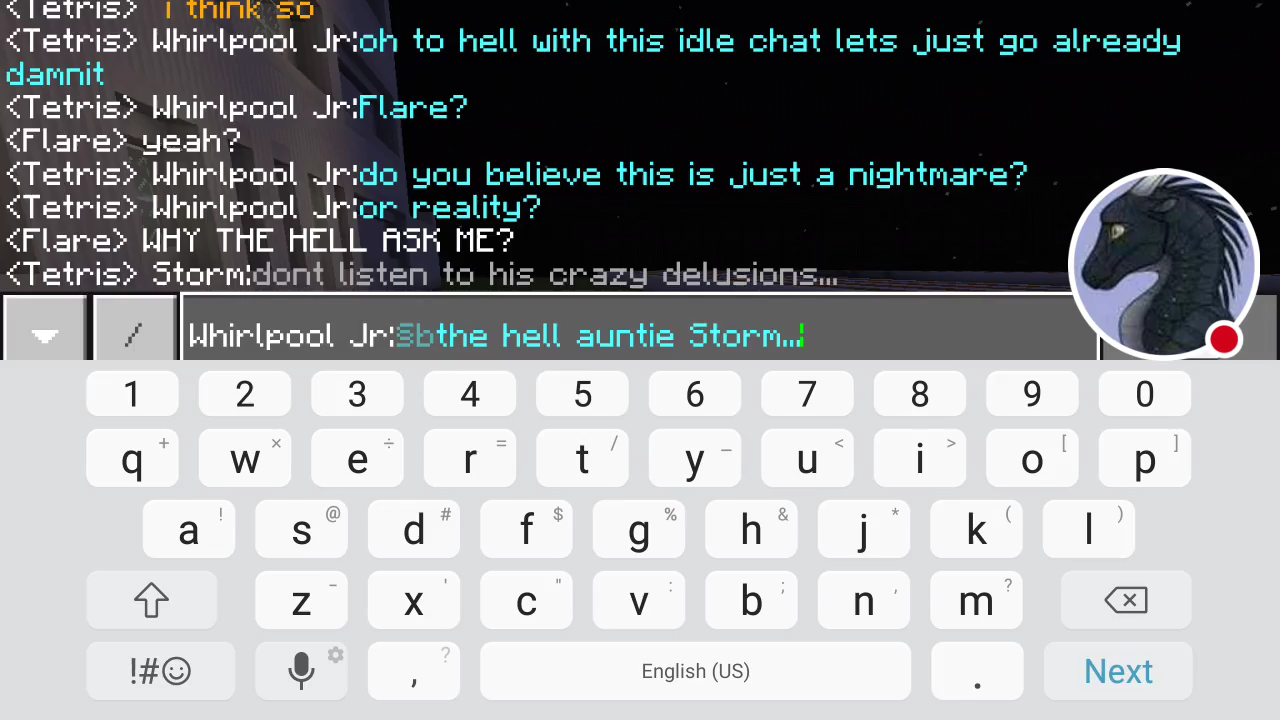 <Tetris> i think so
<Tetris> Whirlpool Jr:oh to hell with this idle chat lets just go already
damnit
<Tetris> Whirlpool Jr:Flare?
<Flare> yeah?
<Tetris> Whirlpool Jr:do you believe this is just a nightmare?
<Tetris> Whirlpool Jr:or reality?
<Flare> WHY THE HELL ASK ME?
<Tetris> Storm:dont listen to his crazy delusions...
/ Whirlpool Jr:§bthe hell auntie Storm...
1 2 3 4 5 6 7 8 9 0
q + w × e ÷ r = t / y _ u < i > o [ p ]
a ! s @ d # f $ g % h & j * k ( l )
z - x ' c " v : b ; n , m ?
!#☺ , ? English (US) . Next